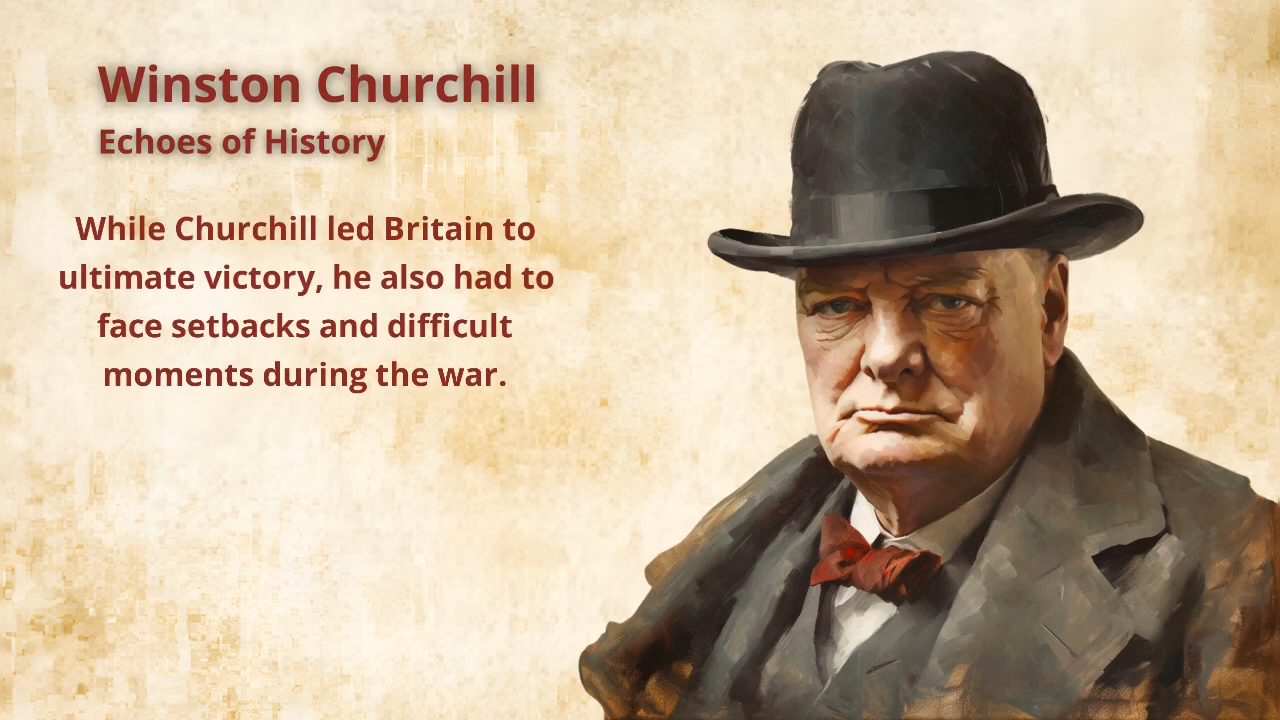 Winston Churchill
Echoes of History
While Churchill led Britain to
ultimate victory, he also had to
face setbacks and difficult
moments during the war.